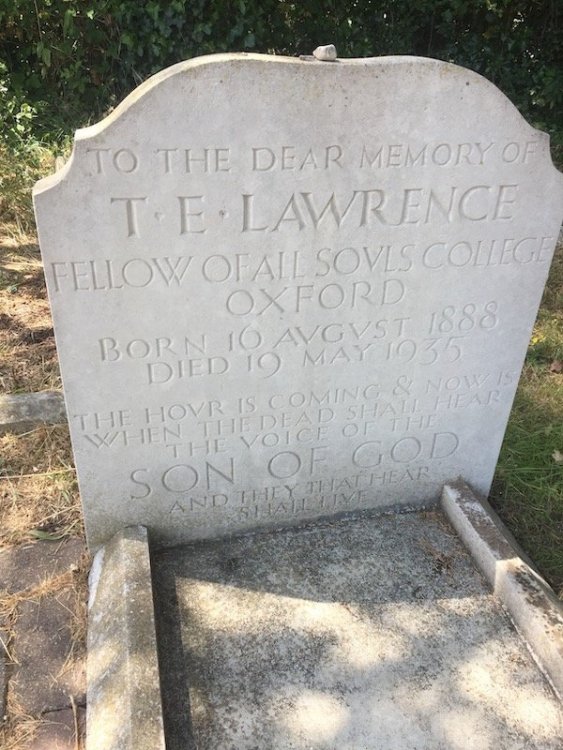 TO THE DEAR MEMORY OF
T · E · LAWRENCE
FELLOW OF ALL SOVLS COLLEGE
OXFORD
BORN 16 AVGVST 1888
DIED 19 MAY 1935
THE HOVR IS COMING & NOW IS
WHEN THE DEAD SHALL HEAR
THE VOICE OF THE
SON OF GOD
AND THEY THAT HEAR
SHALL LIVE